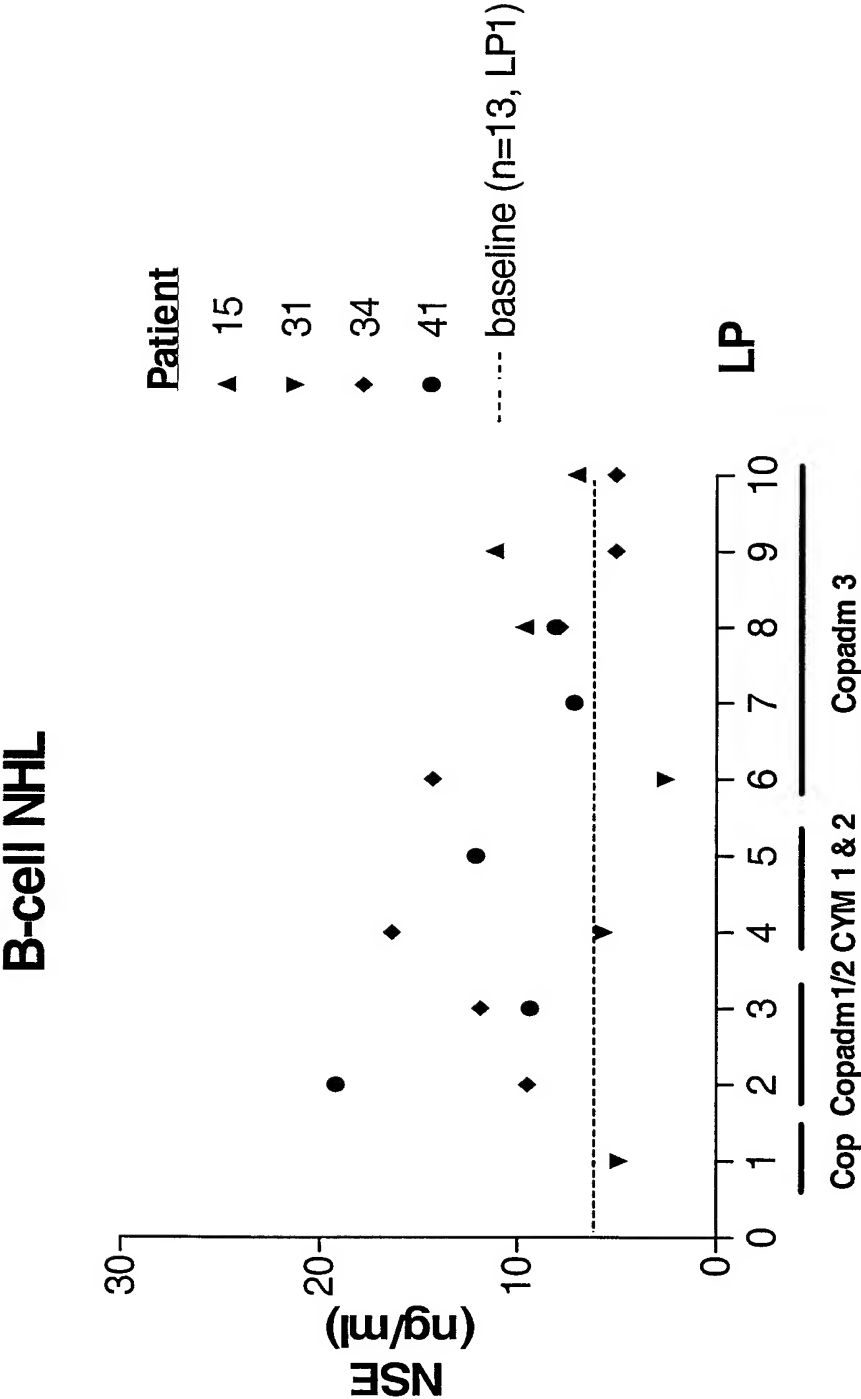 B-cell NHL
Patient
15
31
34
41
baseline (n=13, LP1)
NSE
(ng/ml)
30
20
10
0
0 1 2 3 4 5 6 7 8 9 10
LP
Cop Copadm1/2 CYM 1 & 2 Copadm 3